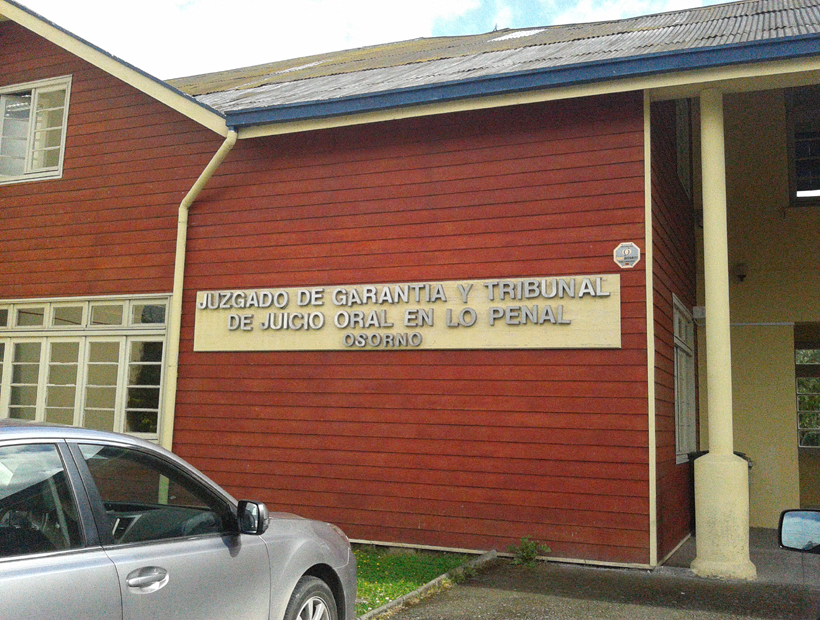 JUZGADO DE GARANTIA Y TRIBUNAL
DE JUICIO ORAL EN LO PENAL
OSORNO